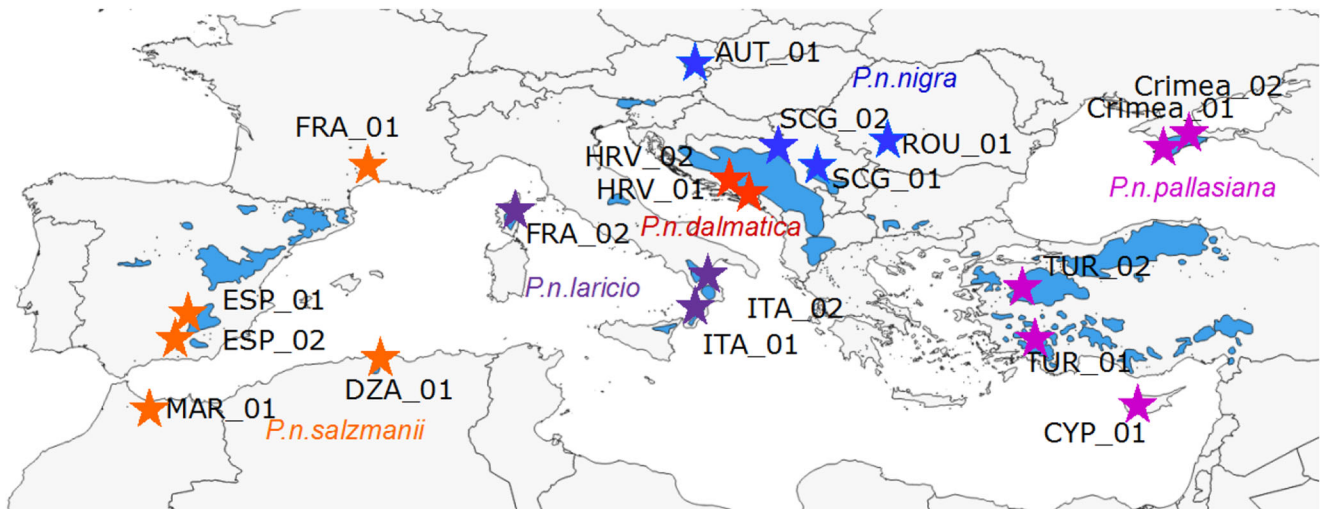 AUT_01
P.n.nigra
Crimea_02
Crimea_01
FRA_01
SCG_02
ROU_01
HRV_02
SCG_01
HRV_01
P.n.pallasiana
P.n.dalmatica
FRA_02
TUR_02
P.n.laricio
ESP_01
ITA_02
ESP_02
ITA_01
TUR_01
DZA_01
MAR_01
P.n.salzmanii
CYP_01